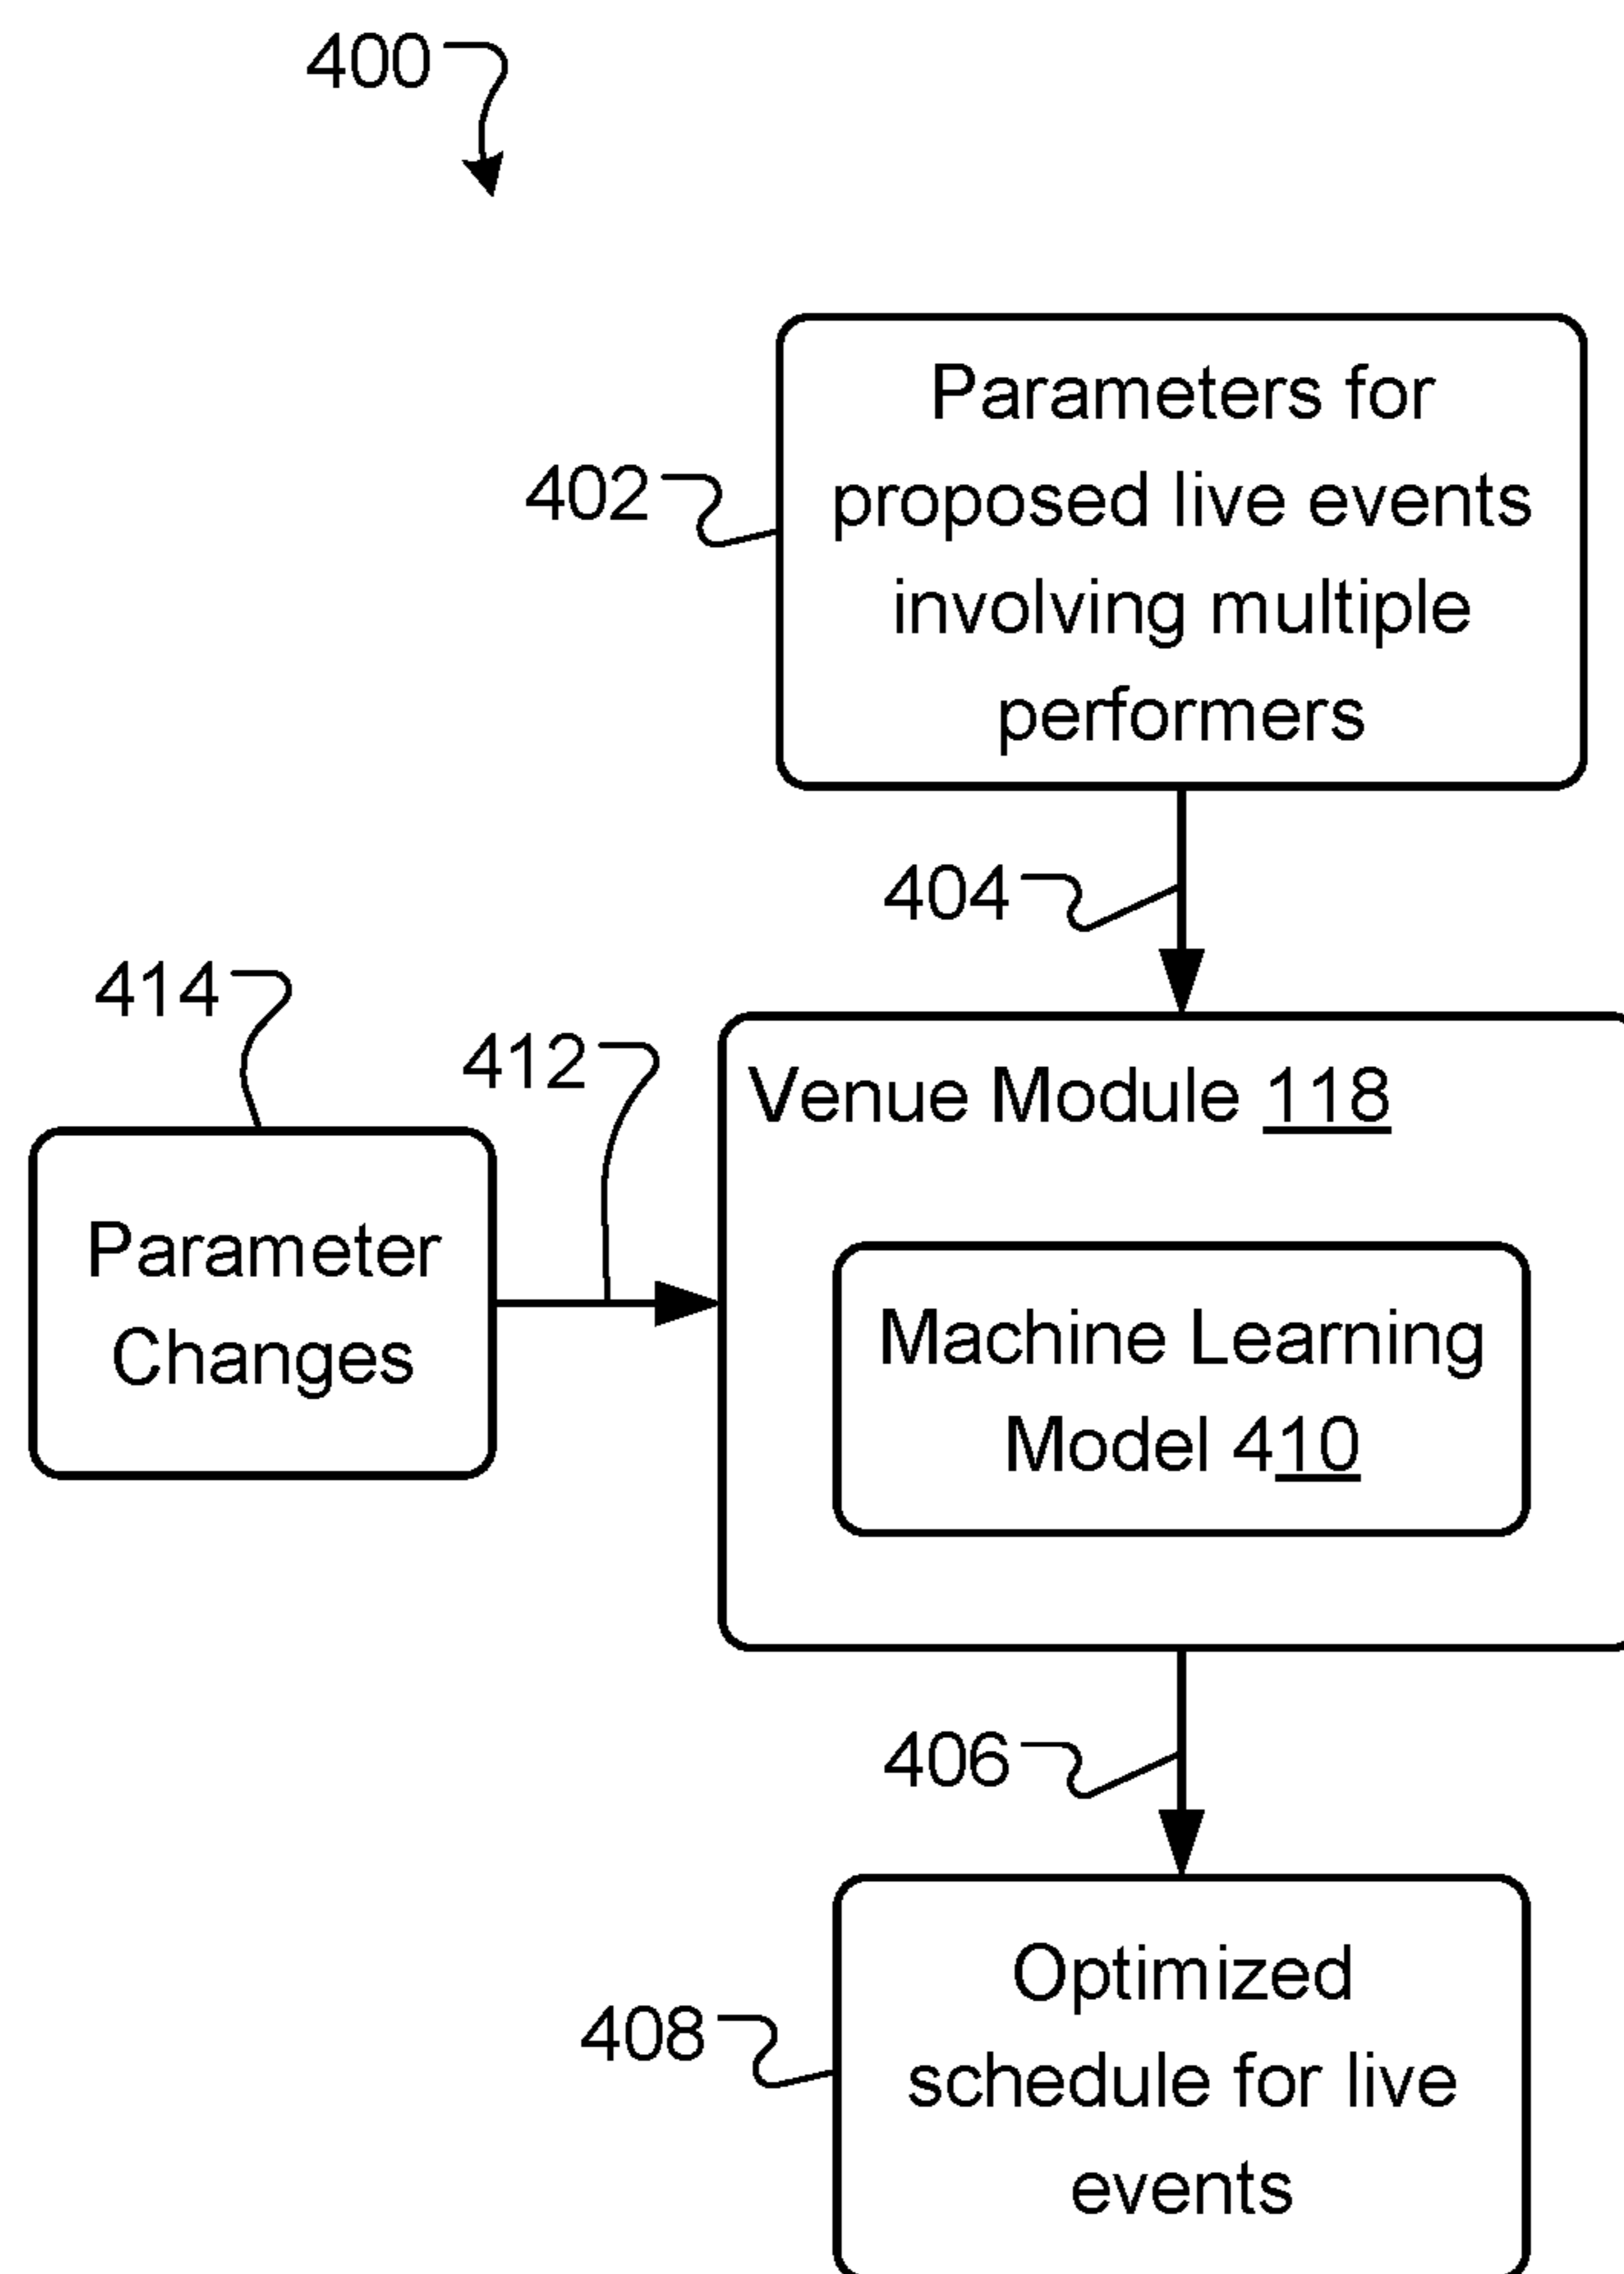 400
Parameters for
proposed live events
involving multiple
performers
402
404
414
412
Venue Module 118
Parameter
Changes
Machine Learning
Model 410
406
Optimized
schedule for live
events
408